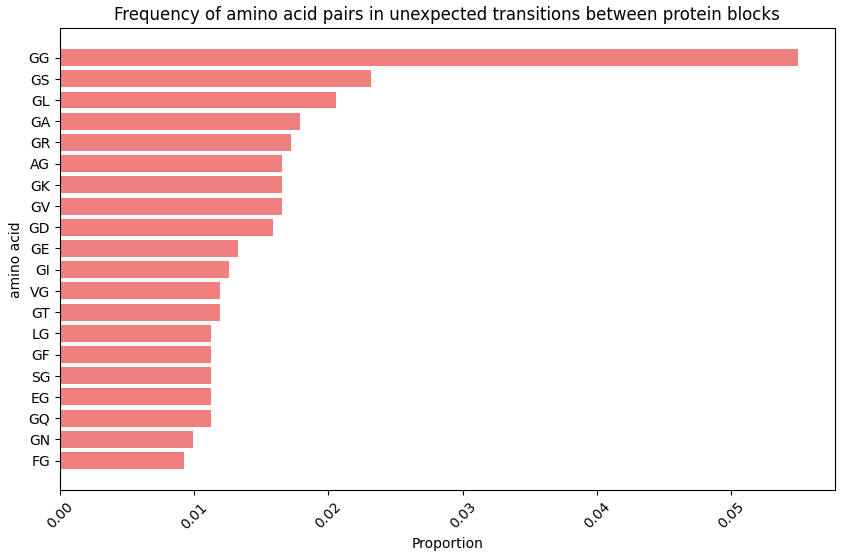 Frequency of amino acid pairs in unexpected transitions between protein blocks
GG
GS
GL
GA
GR
AG
GK
GV
GD
GE
GI
VG
GT
LG
GF
SG
EG
GQ
GN
FG
amino acid
0.00
0.01
0.02
0.03
0.04
0.05
Proportion